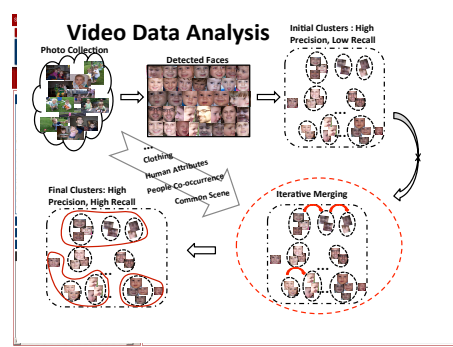 Video Data Analysis
Photo Collection
Detected Faces
Initial Clusters : High
Precision, Low Recall
...
Clothing
Human Attributes
People Co-occurrence
Common Scene
Iterative Merging
Final Clusters: High
Precision, High Recall